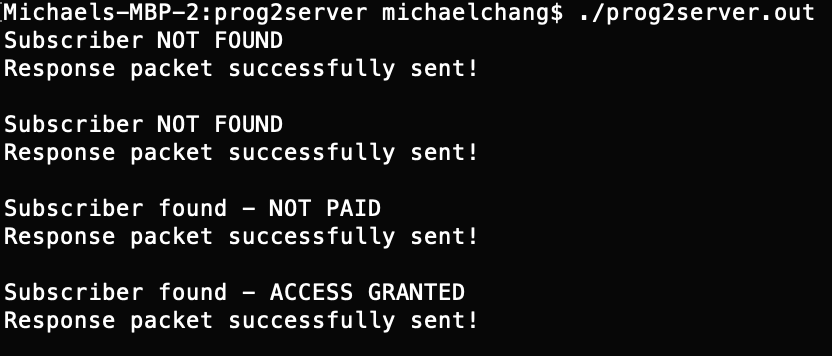 [Michaels-MBP-2:prog2server michaelchang$ ./prog2server.out
Subscriber NOT FOUND
Response packet successfully sent!
Subscriber NOT FOUND
Response packet successfully sent!
Subscriber found - NOT PAID
Response packet successfully sent!
Subscriber found - ACCESS GRANTED
Response packet successfully sent!